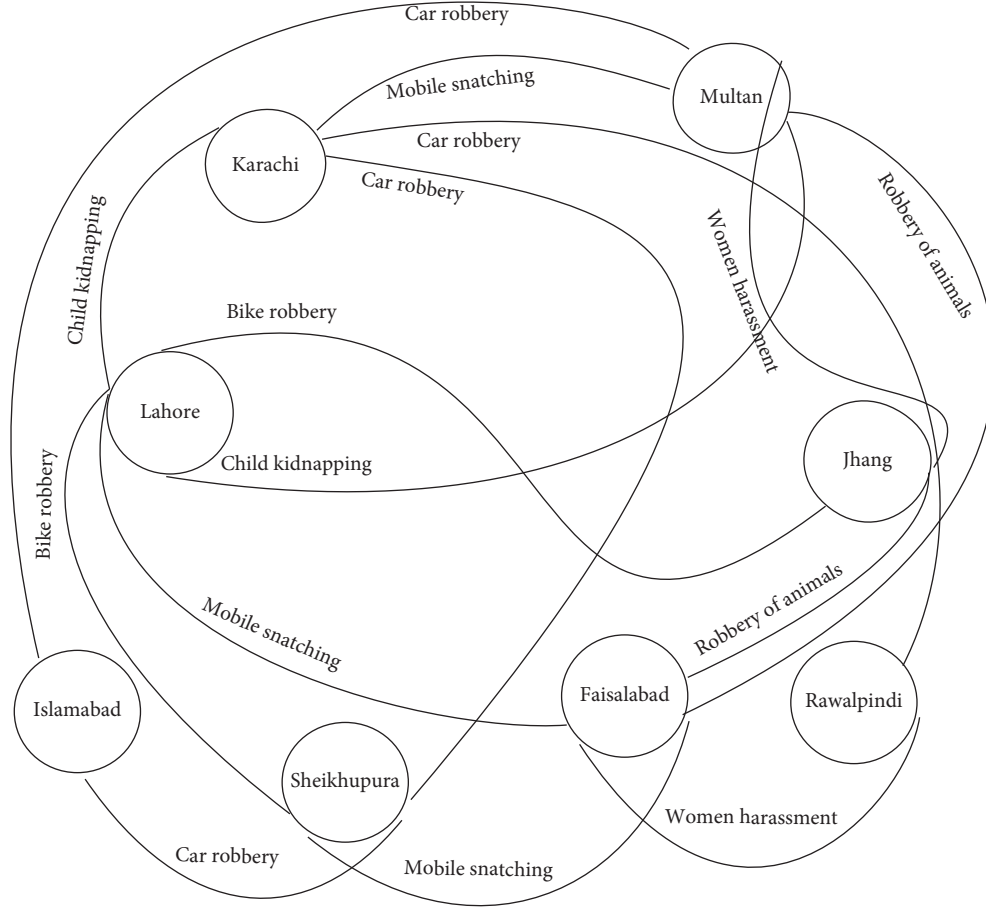 Car robbery
Mobile snatching
Multan
Car robbery
Karachi
Car robbery
Robbery of animals
Child kidnapping
Women harassment
Bike robbery
Lahore
Child kidnapping
Jhang
Bike robbery
Mobile snatching
Robbery of animals
Islamabad
Faisalabad
Rawalpindi
Sheikhupura
Women harassment
Car robbery
Mobile snatching